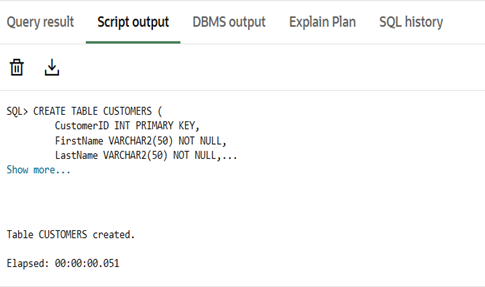 Query result Script output DBMS output Explain Plan SQL history
SQL> CREATE TABLE CUSTOMERS (
CustomerID INT PRIMARY KEY,
FirstName VARCHAR2(50) NOT NULL,
LastName VARCHAR2(50) NOT NULL,...
Show more...
Table CUSTOMERS created.
Elapsed: 00:00:00.051